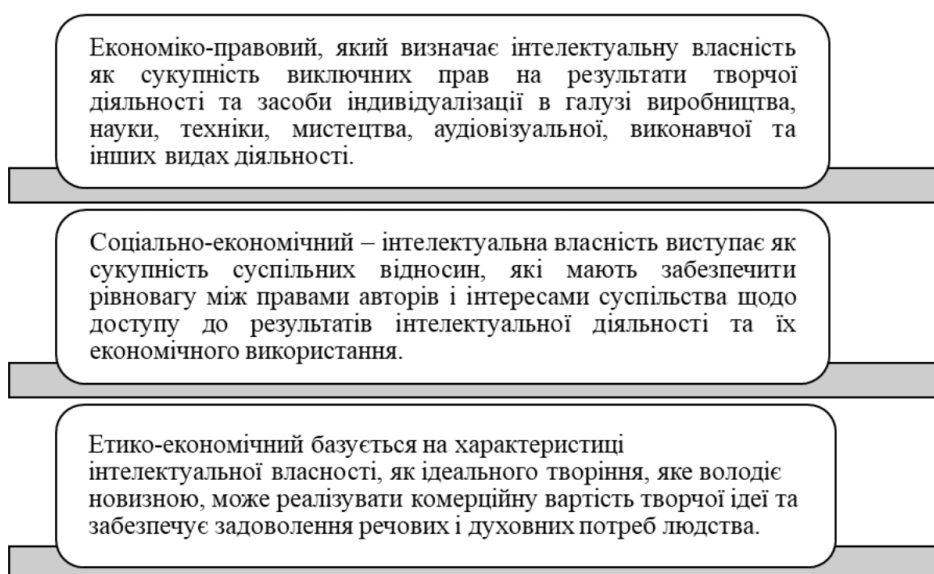 Економіко-правовий, який визначає інтелектуальну власність
як сукупність виключних прав на результати творчої
діяльності та засоби індивідуалізації в галузі виробництва,
науки, техніки, мистецтва, аудіовізуальної, виконавчої та
інших видах діяльності.
Соціально-економічний – інтелектуальна власність виступає як
сукупність суспільних відносин, які мають забезпечити
рівновагу між правами авторів і інтересами суспільства щодо
доступу до результатів інтелектуальної діяльності та їх
економічного використання.
Етико-економічний базується на характеристиці
інтелектуальної власності, як ідеального творіння, яке володіє
новизною, може реалізувати комерційну вартість творчої ідеї та
забезпечує задоволення речових і духовних потреб людства.